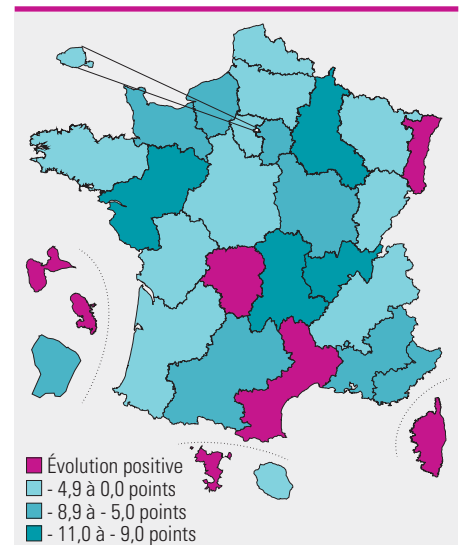 Évolution positive
- 4,9 à 0,0 points
- 8,9 à - 5,0 points
- 11,0 à - 9,0 points